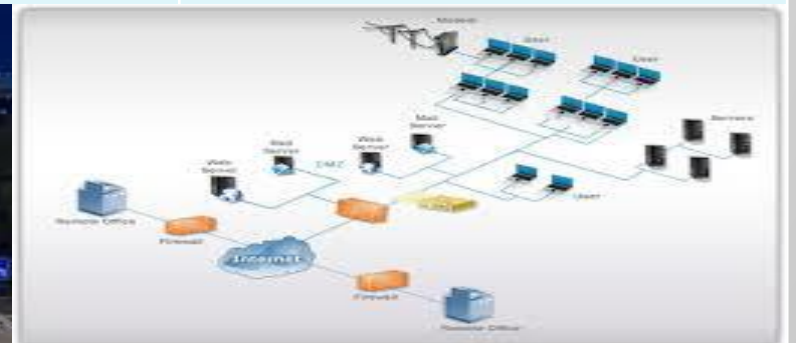 Modem
User
User
Mail
Server
Servers
Web
Server
Mail
Server
DMZ
Web
Server
User
Remote Office
Firewall
Internet
Firewall
Remote Office